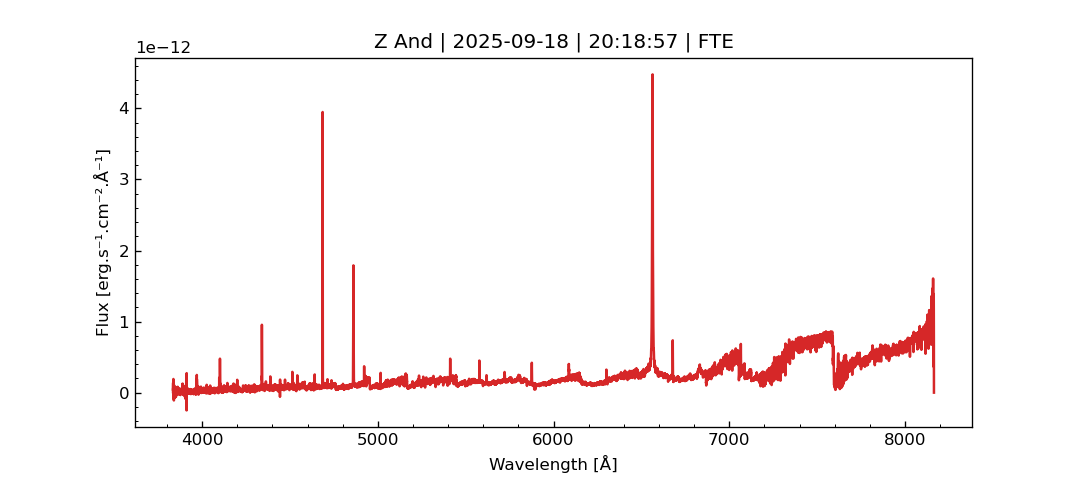 Z And | 2025-09-18 | 20:18:57 | FTE
1e−12
4
3
2
1
0
Flux [erg.s⁻¹.cm⁻².Å⁻¹]
4000 5000 6000 7000 8000
Wavelength [Å]